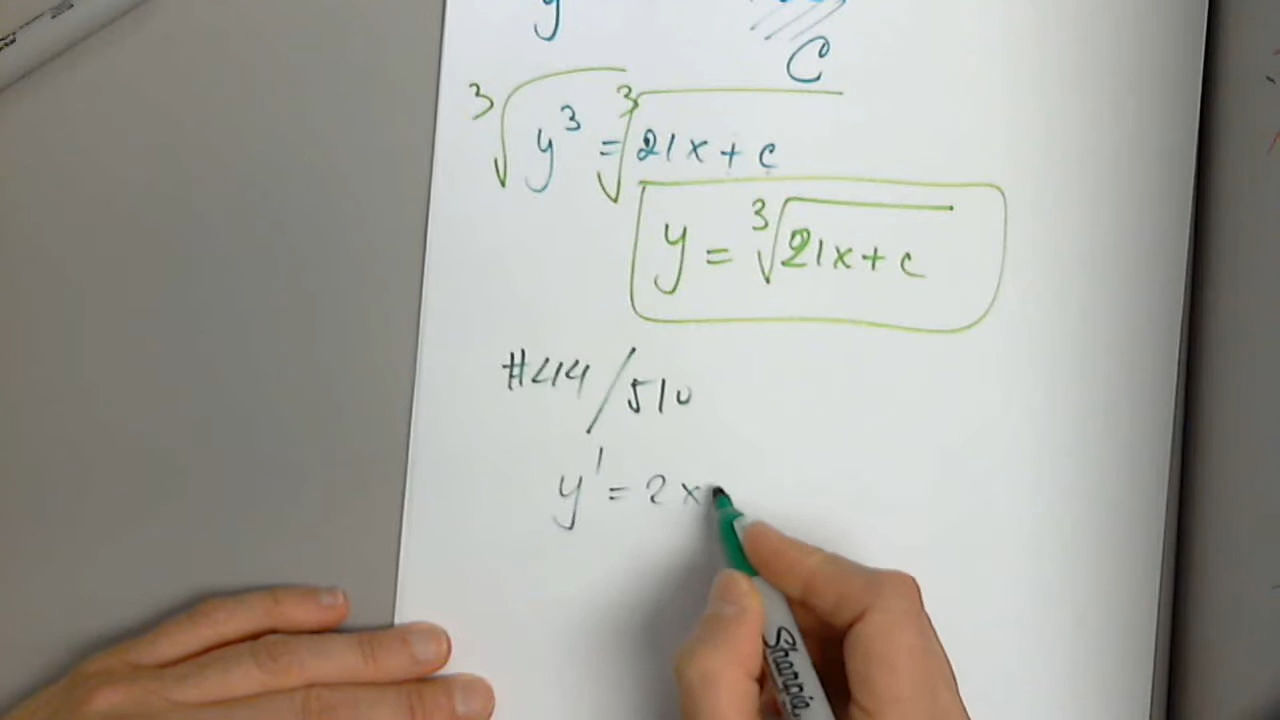 y
C
∛y³ = ∛21x + c
y = ∛21x + c
#44/510
y' = 2x
Sharpie